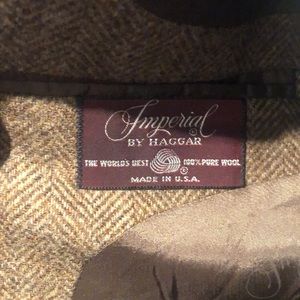 Imperial ®
BY HAGGAR
THE WORLD'S BEST 100% PURE WOOL ®
MADE IN U.S.A.